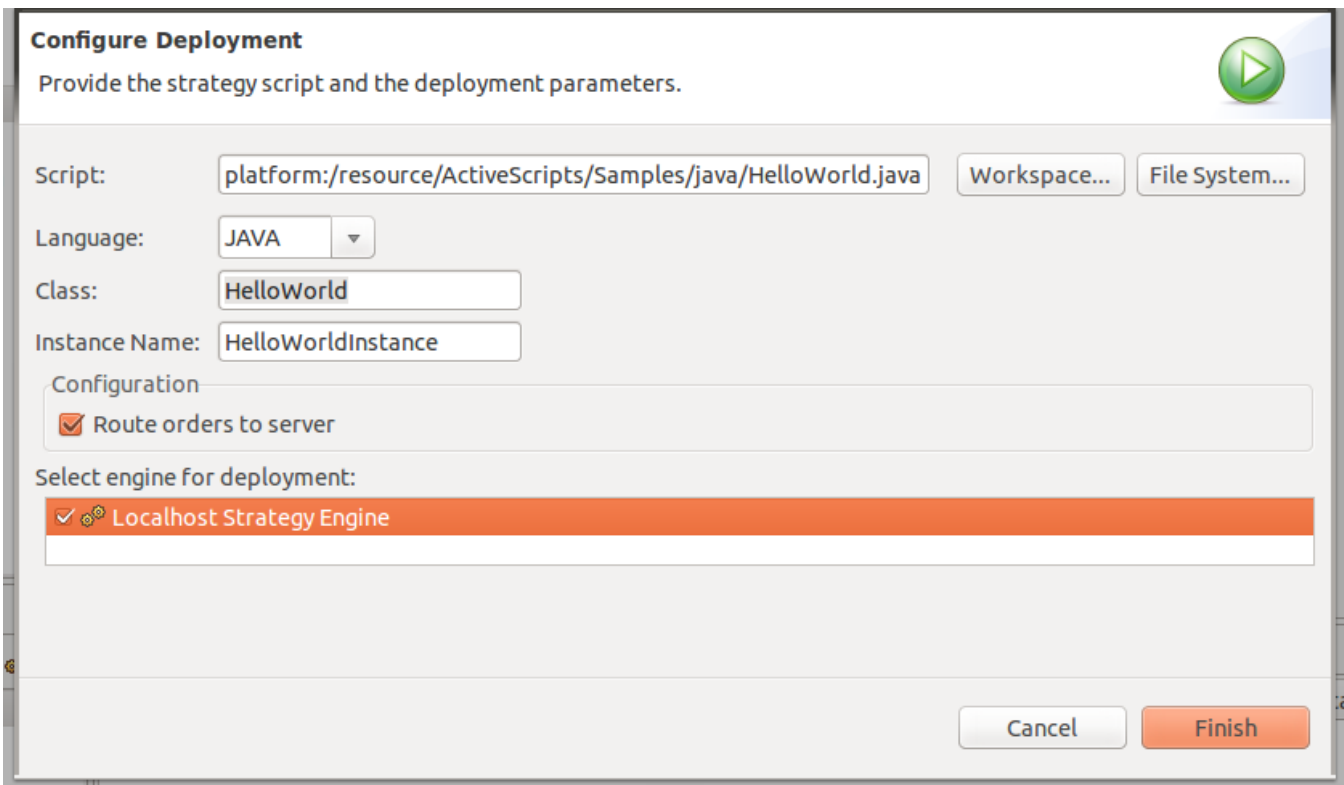 Configure Deployment
Provide the strategy script and the deployment parameters.
Script: platform:/resource/ActiveScripts/Samples/java/HelloWorld.java Workspace... File System...
Language: JAVA
Class: HelloWorld
Instance Name: HelloWorldInstance
Configuration
Route orders to server
Select engine for deployment:
Localhost Strategy Engine
Cancel Finish